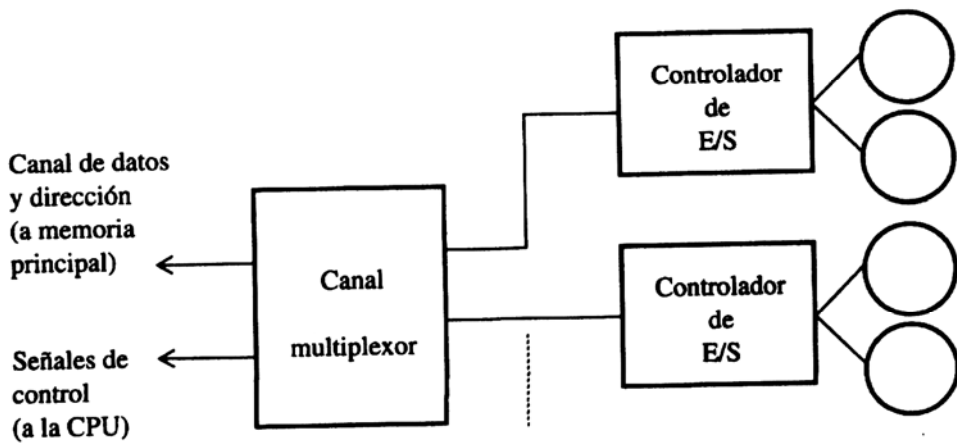 Canal de datos
y dirección
(a memoria
principal)
Señales de
control
(a la CPU)
Canal
multiplexor
Controlador
de
E/S
Controlador
de
E/S